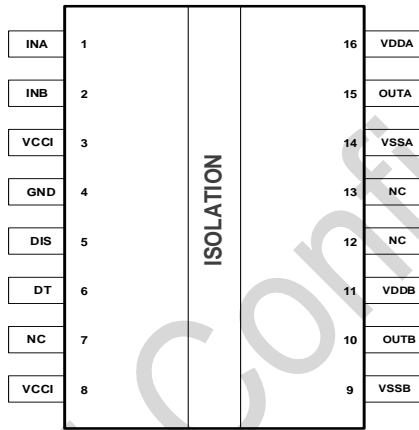 INA 1 16 VDDA
INB 2 15 OUTA
VCCI 3 14 VSSA
GND 4 13 NC
DIS 5 12 NC
DT 6 11 VDDB
NC 7 10 OUTB
VCCI 8 9 VSSB
ISOLATION
Confi